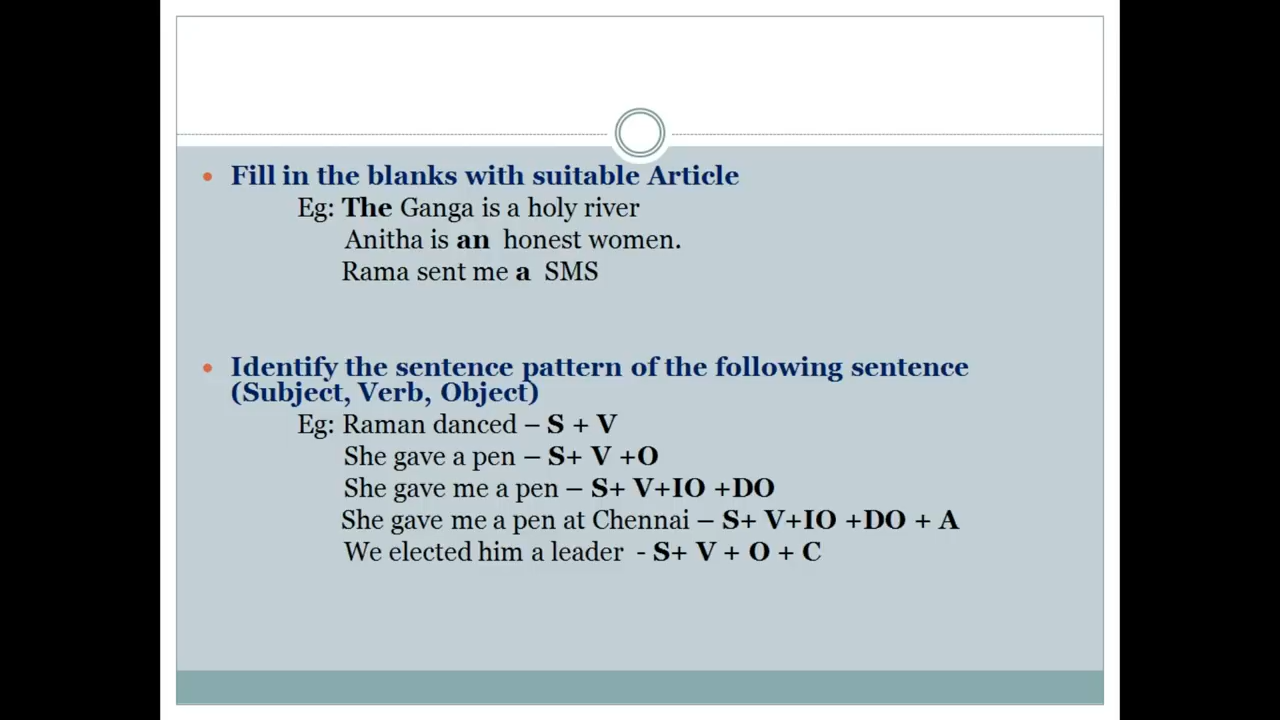 • Fill in the blanks with suitable Article
Eg: The Ganga is a holy river
Anitha is an honest women.
Rama sent me a SMS
• Identify the sentence pattern of the following sentence
(Subject, Verb, Object)
Eg: Raman danced – S + V
She gave a pen – S+ V +O
She gave me a pen – S+ V+IO +DO
She gave me a pen at Chennai – S+ V+IO +DO + A
We elected him a leader - S+ V + O + C